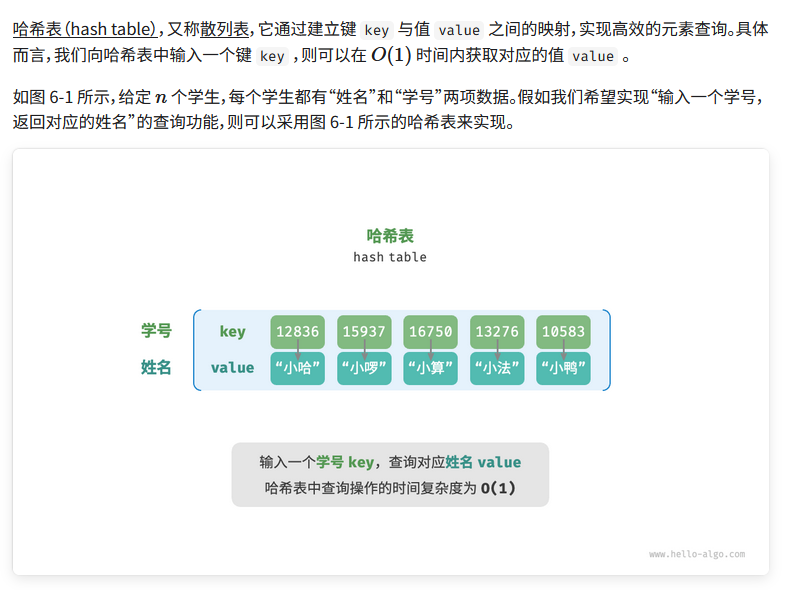 哈希表（hash table），又称散列表，它通过建立键 key 与值 value 之间的映射，实现高效的元素查询。具体
而言，我们向哈希表中输入一个键 key ，则可以在 O(1) 时间内获取对应的值 value 。
如图 6-1 所示，给定 n 个学生，每个学生都有“姓名”和“学号”两项数据。假如我们希望实现“输入一个学号，
返回对应的姓名”的查询功能，则可以采用图 6-1 所示的哈希表来实现。
哈希表
hash table
学号 key 12836 15937 16750 13276 10583
姓名 value “小哈” “小啰” “小算” “小法” “小鸭”
输入一个学号 key，查询对应姓名 value
哈希表中查询操作的时间复杂度为 O(1)
www.hello-algo.com